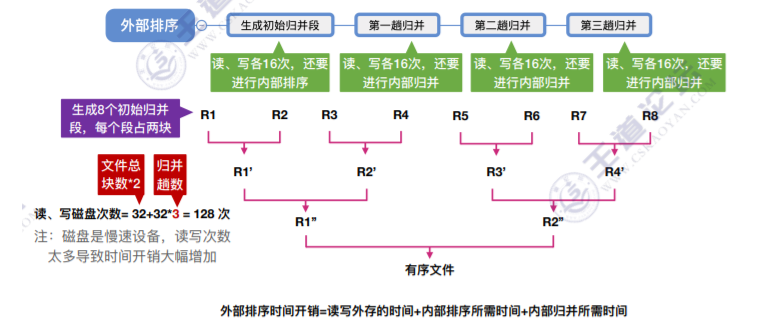 外部排序
生成初始归并段
第一趟归并
第二趟归并
第三趟归并
读、写各16次，还要
进行内部排序
读、写各16次，还要
进行内部归并
读、写各16次，还要
进行内部归并
读、写各16次，还要
进行内部归并
生成8个初始归并
段，每个段占两块
R1 R2 R3 R4 R5 R6 R7 R8
R1’ R2’ R3’ R4’
文件总
块数*2
归并
趟数
读、写磁盘次数= 32+32*3 = 128 次
注：磁盘是慢速设备，读写次数
太多导致时间开销大幅增加
R1” R2”
有序文件
外部排序时间开销=读写外存的时间+内部排序所需时间+内部归并所需时间
王道论坛
WWW.CSKAOYAN.COM